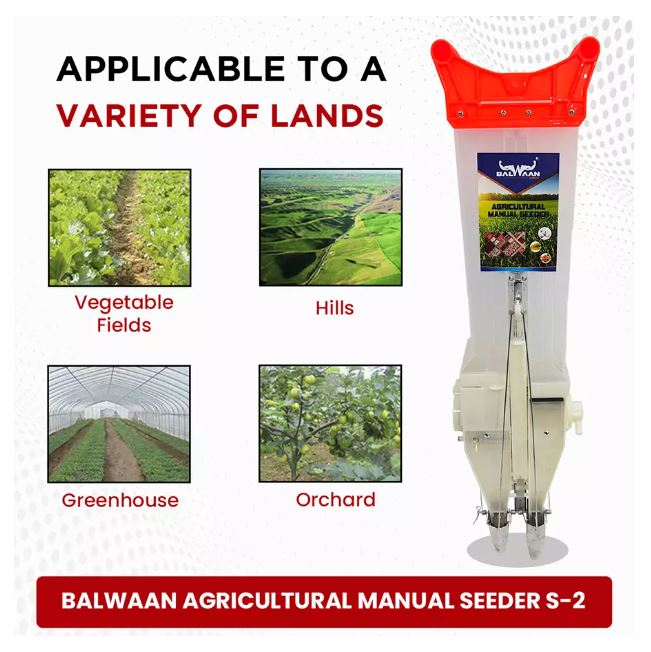 APPLICABLE TO A
VARIETY OF LANDS
BALWAAN
AGRICULTURAL
MANUAL SEEDER
Vegetable
Fields
Hills
Greenhouse
Orchard
BALWAAN AGRICULTURAL MANUAL SEEDER S-2